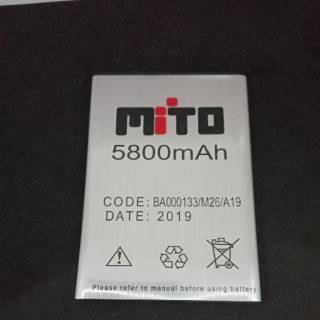 MiTO
5800mAh
CODE: BA000133/M26/A19
DATE: 2019
Please refer to manual before using battery